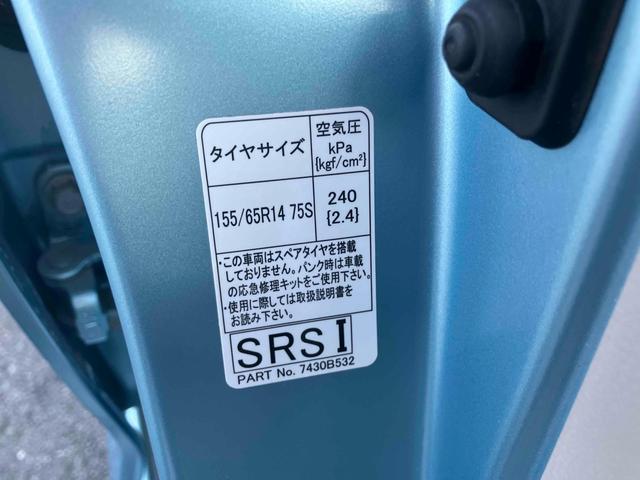 タイヤサイズ
空気圧
kPa
{kgf/cm²}
155/65R14 75S
240
{2.4}
・この車両はスペアタイヤを搭載
しておりません。パンク時は車載
の応急修理キットをご使用下さい。
・使用に際しては取扱説明書を
お読み下さい。
SRS I
PART No. 7430B532